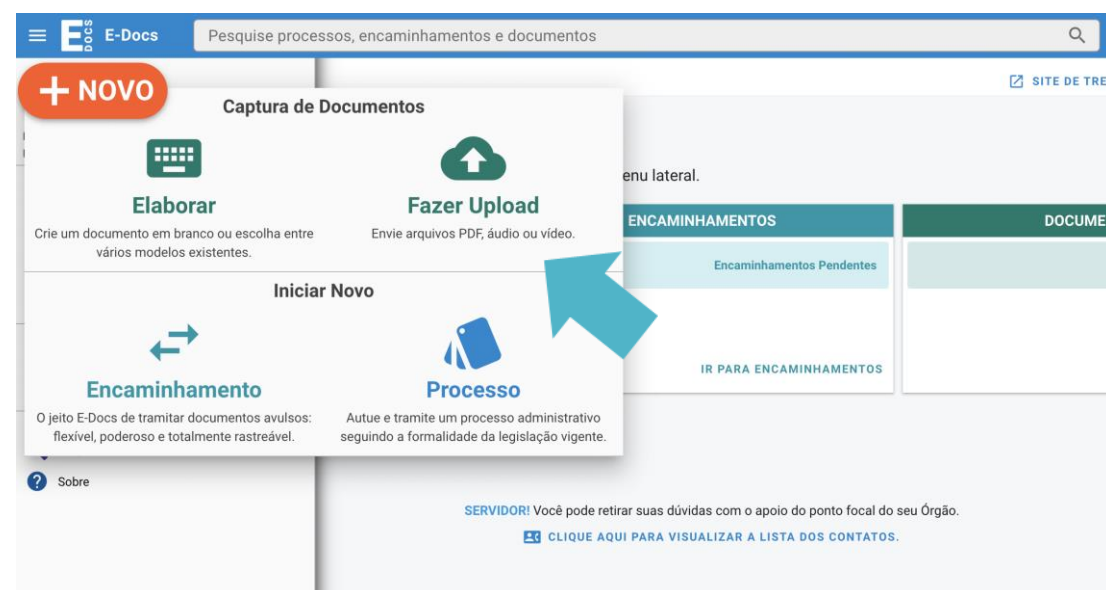 E DOCS E-Docs
Pesquise processos, encaminhamentos e documentos
SITE DE TRE
+ NOVO
Captura de Documentos
Elaborar
Crie um documento em branco ou escolha entre
vários modelos existentes.
Fazer Upload
Envie arquivos PDF, áudio ou vídeo.
Iniciar Novo
Encaminhamento
O jeito E-Docs de tramitar documentos avulsos:
flexível, poderoso e totalmente rastreável.
Processo
Autue e tramite um processo administrativo
seguindo a formalidade da legislação vigente.
enu lateral.
ENCAMINHAMENTOS
Encaminhamentos Pendentes
IR PARA ENCAMINHAMENTOS
DOCUME
? Sobre
SERVIDOR! Você pode retirar suas dúvidas com o apoio do ponto focal do seu Órgão.
CLIQUE AQUI PARA VISUALIZAR A LISTA DOS CONTATOS.